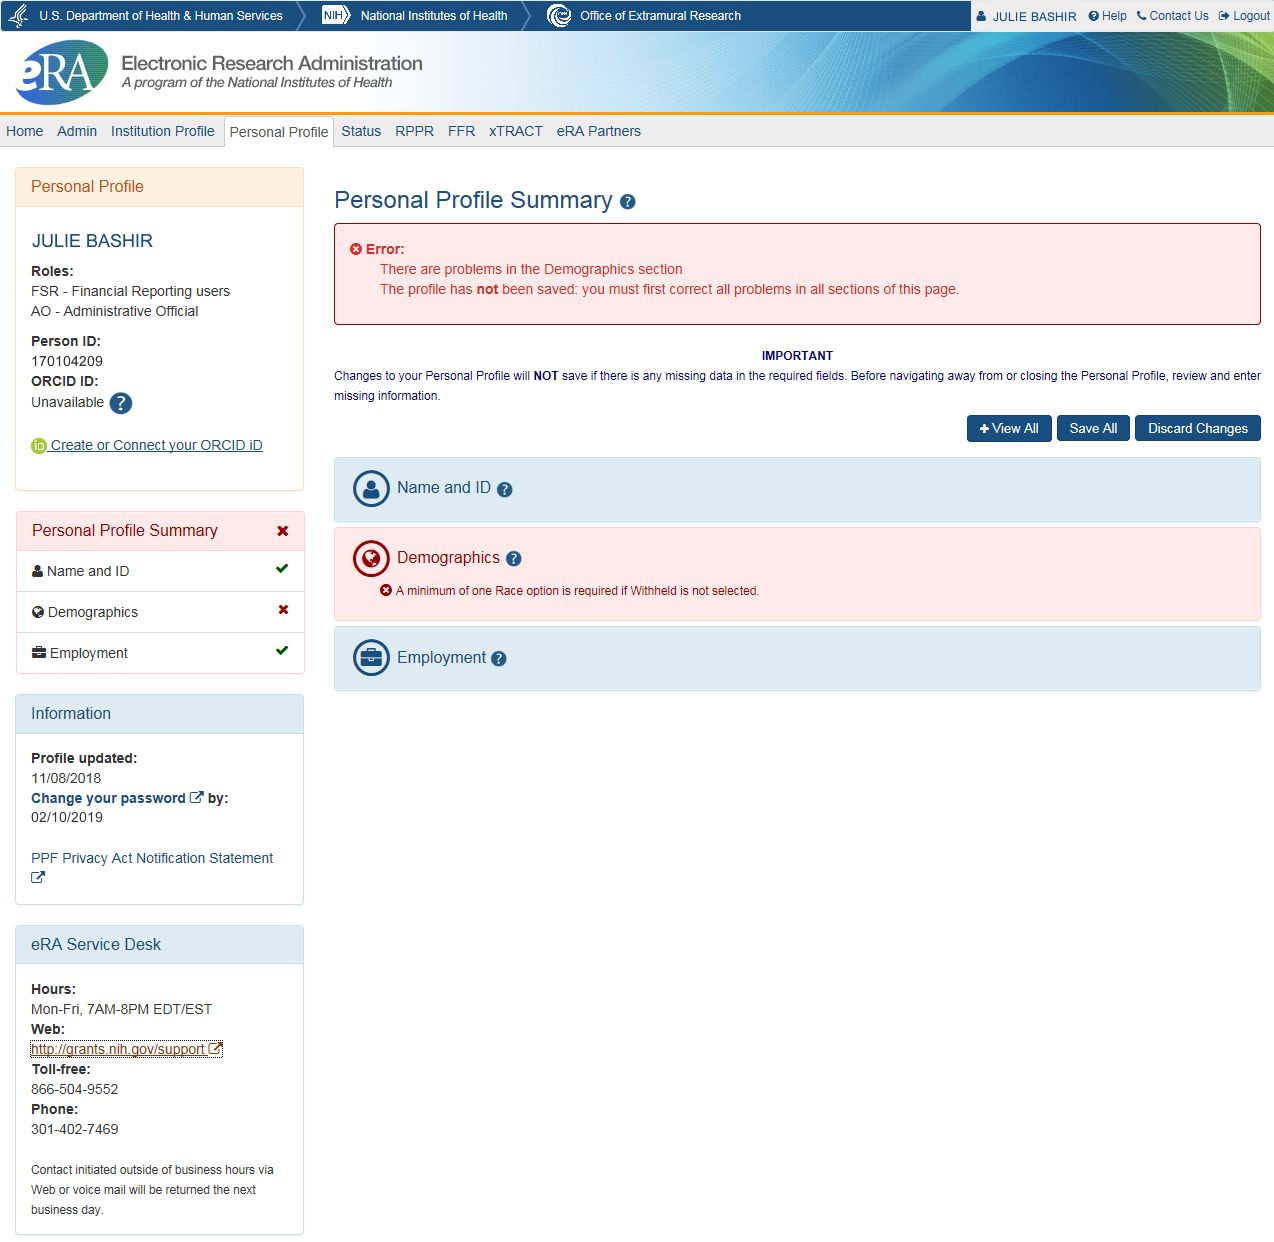 U.S. Department of Health & Human Services
NIH
National Institutes of Health
Office of Extramural Research
JULIE BASHIR
Help
Contact Us
Logout
eRA
Electronic Research Administration
A program of the National Institutes of Health
Home Admin Institution Profile Personal Profile Status RPPR FFR xTRACT eRA Partners
Personal Profile
JULIE BASHIR
Roles:
FSR - Financial Reporting users
AO - Administrative Official
Person ID:
170104209
ORCID ID:
Unavailable ?
iD Create or Connect your ORCID iD
Personal Profile Summary
Name and ID
Demographics
Employment
Information
Profile updated:
11/08/2018
Change your password by:
02/10/2019
PPF Privacy Act Notification Statement
eRA Service Desk
Hours:
Mon-Fri, 7AM-8PM EDT/EST
Web:
http://grants.nih.gov/support
Toll-free:
866-504-9552
Phone:
301-402-7469
Contact initiated outside of business hours via
Web or voice mail will be returned the next
business day.
Personal Profile Summary ?
Error:
There are problems in the Demographics section
The profile has not been saved: you must first correct all problems in all sections of this page.
IMPORTANT
Changes to your Personal Profile will NOT save if there is any missing data in the required fields. Before navigating away from or closing the Personal Profile, review and enter
missing information.
+ View All
Save All
Discard Changes
Name and ID ?
Demographics ?
A minimum of one Race option is required if Withheld is not selected.
Employment ?